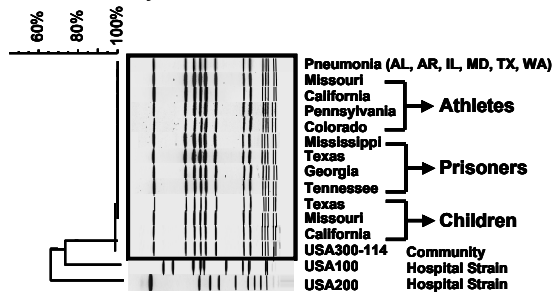 60%
80%
100%
Pneumonia (AL, AR, IL, MD, TX, WA)
Missouri
California
Pennsylvania
Colorado
Athletes
Mississippi
Texas
Georgia
Tennessee
Prisoners
Texas
Missouri
California
Children
USA300-114 Community
USA100 Hospital Strain
USA200 Hospital Strain